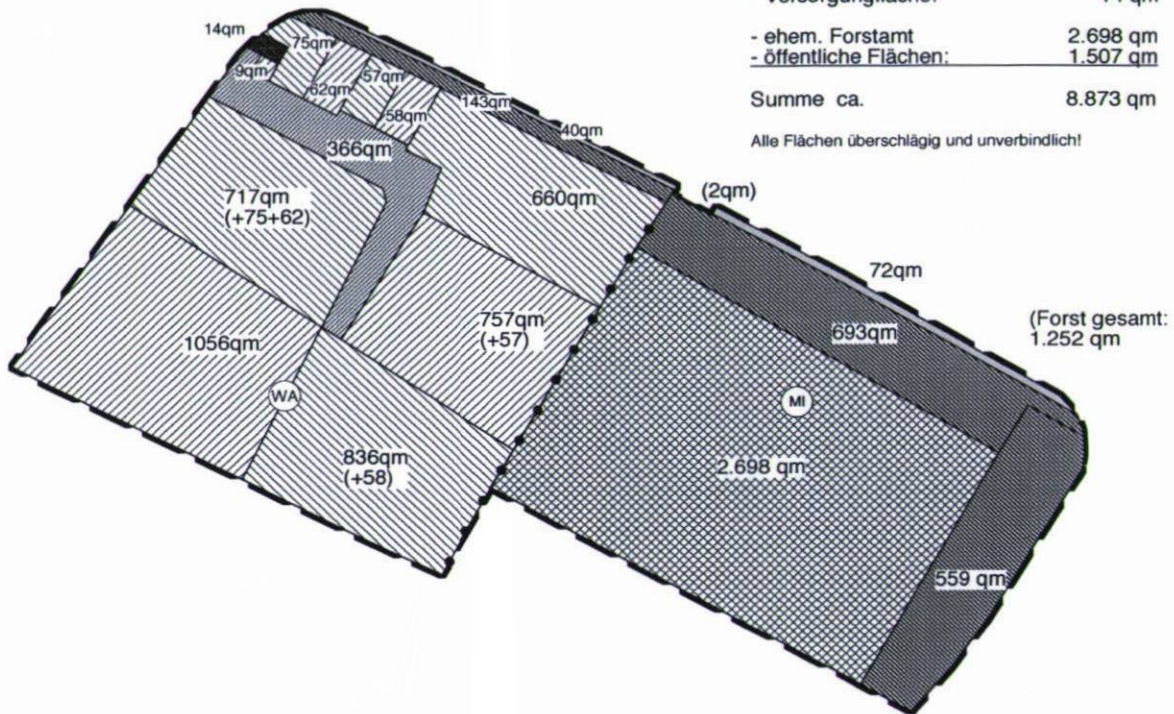 - ehem. Forstamt 2.698 qm
- öffentliche Flächen: 1.507 qm
Summe ca. 8.873 qm
Alle Flächen überschlägig und unverbindlich!
14qm
75qm
9qm
62qm
57qm
58qm
143qm
40qm
366qm
717qm
(+75+62)
660qm
(2qm)
72qm
757qm
(+57)
693qm
(Forst gesamt:
1.252 qm
1056qm
WA
MI
836qm
(+58)
2.698 qm
559 qm